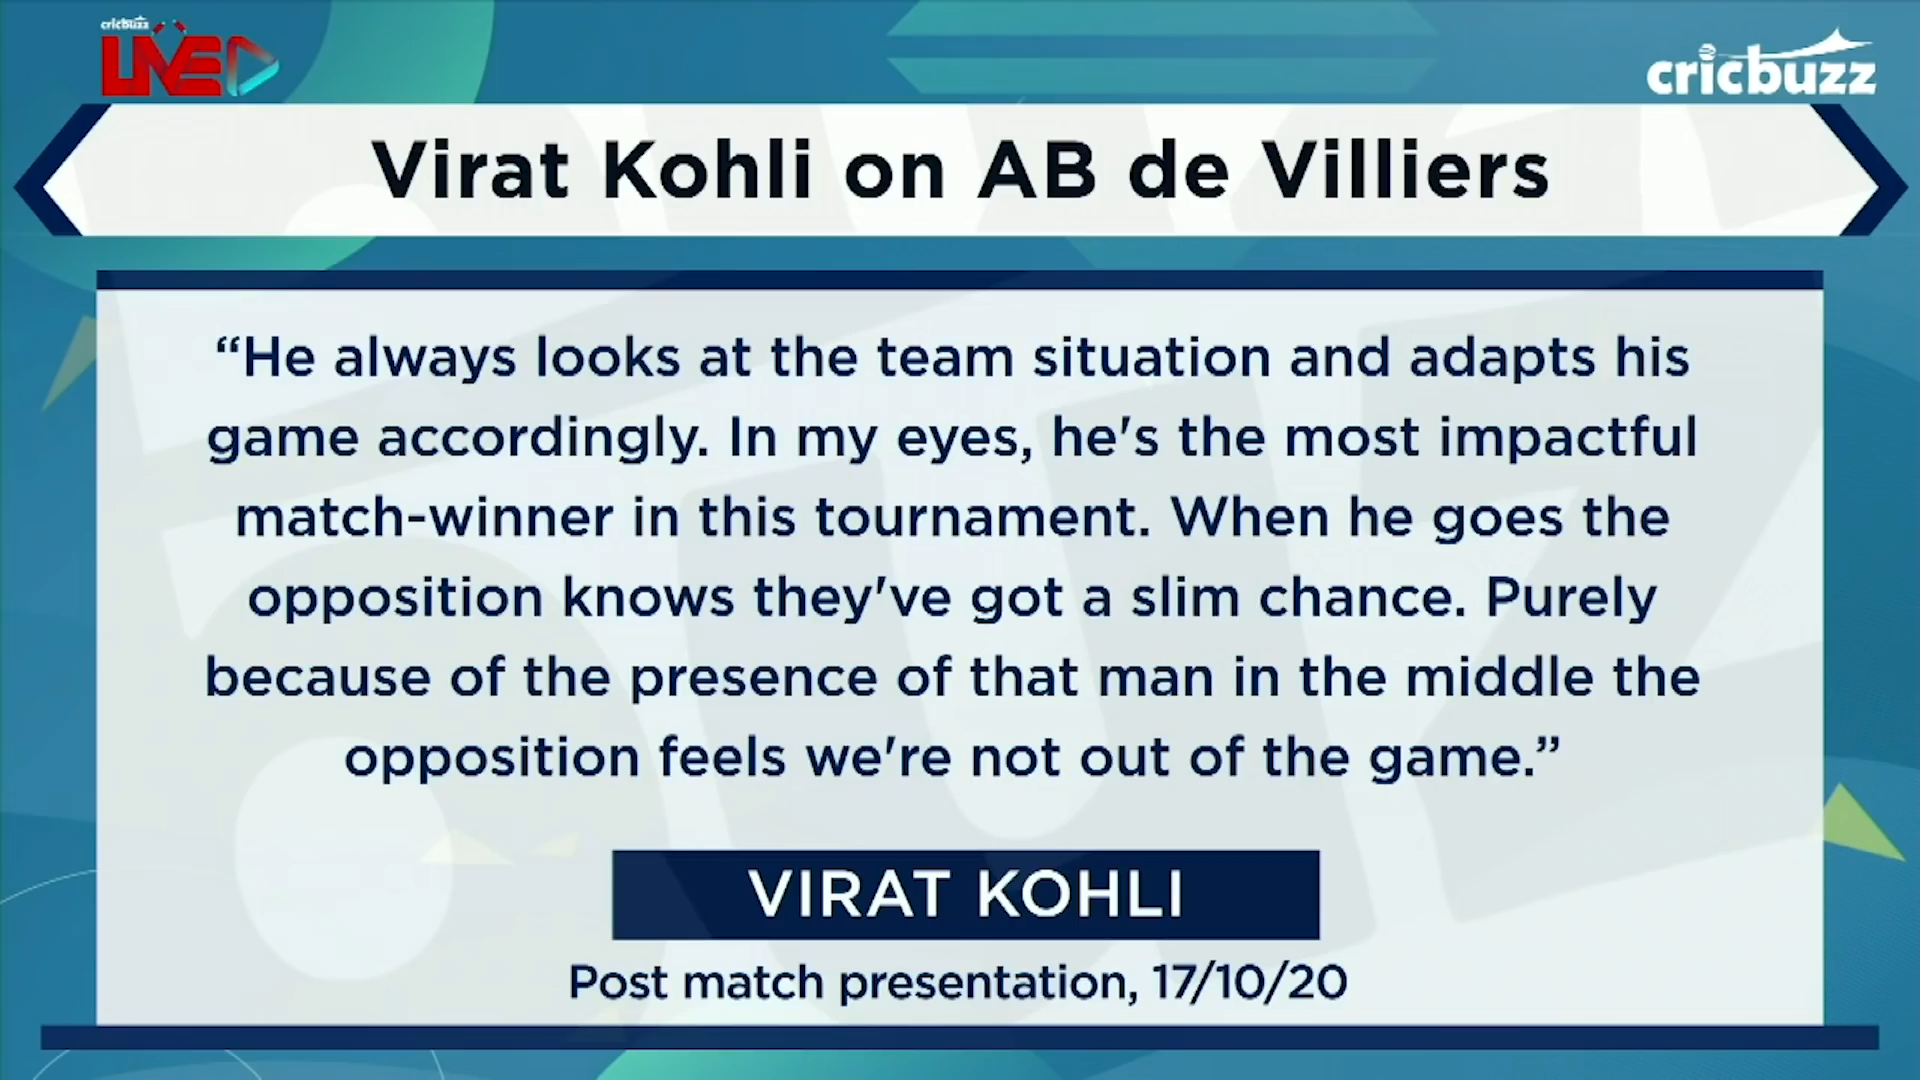 cricbuzz
LIVE
cricbuzz
Virat Kohli on AB de Villiers
“He always looks at the team situation and adapts his
game accordingly. In my eyes, he's the most impactful
match-winner in this tournament. When he goes the
opposition knows they've got a slim chance. Purely
because of the presence of that man in the middle the
opposition feels we're not out of the game.”
VIRAT KOHLI
Post match presentation, 17/10/20